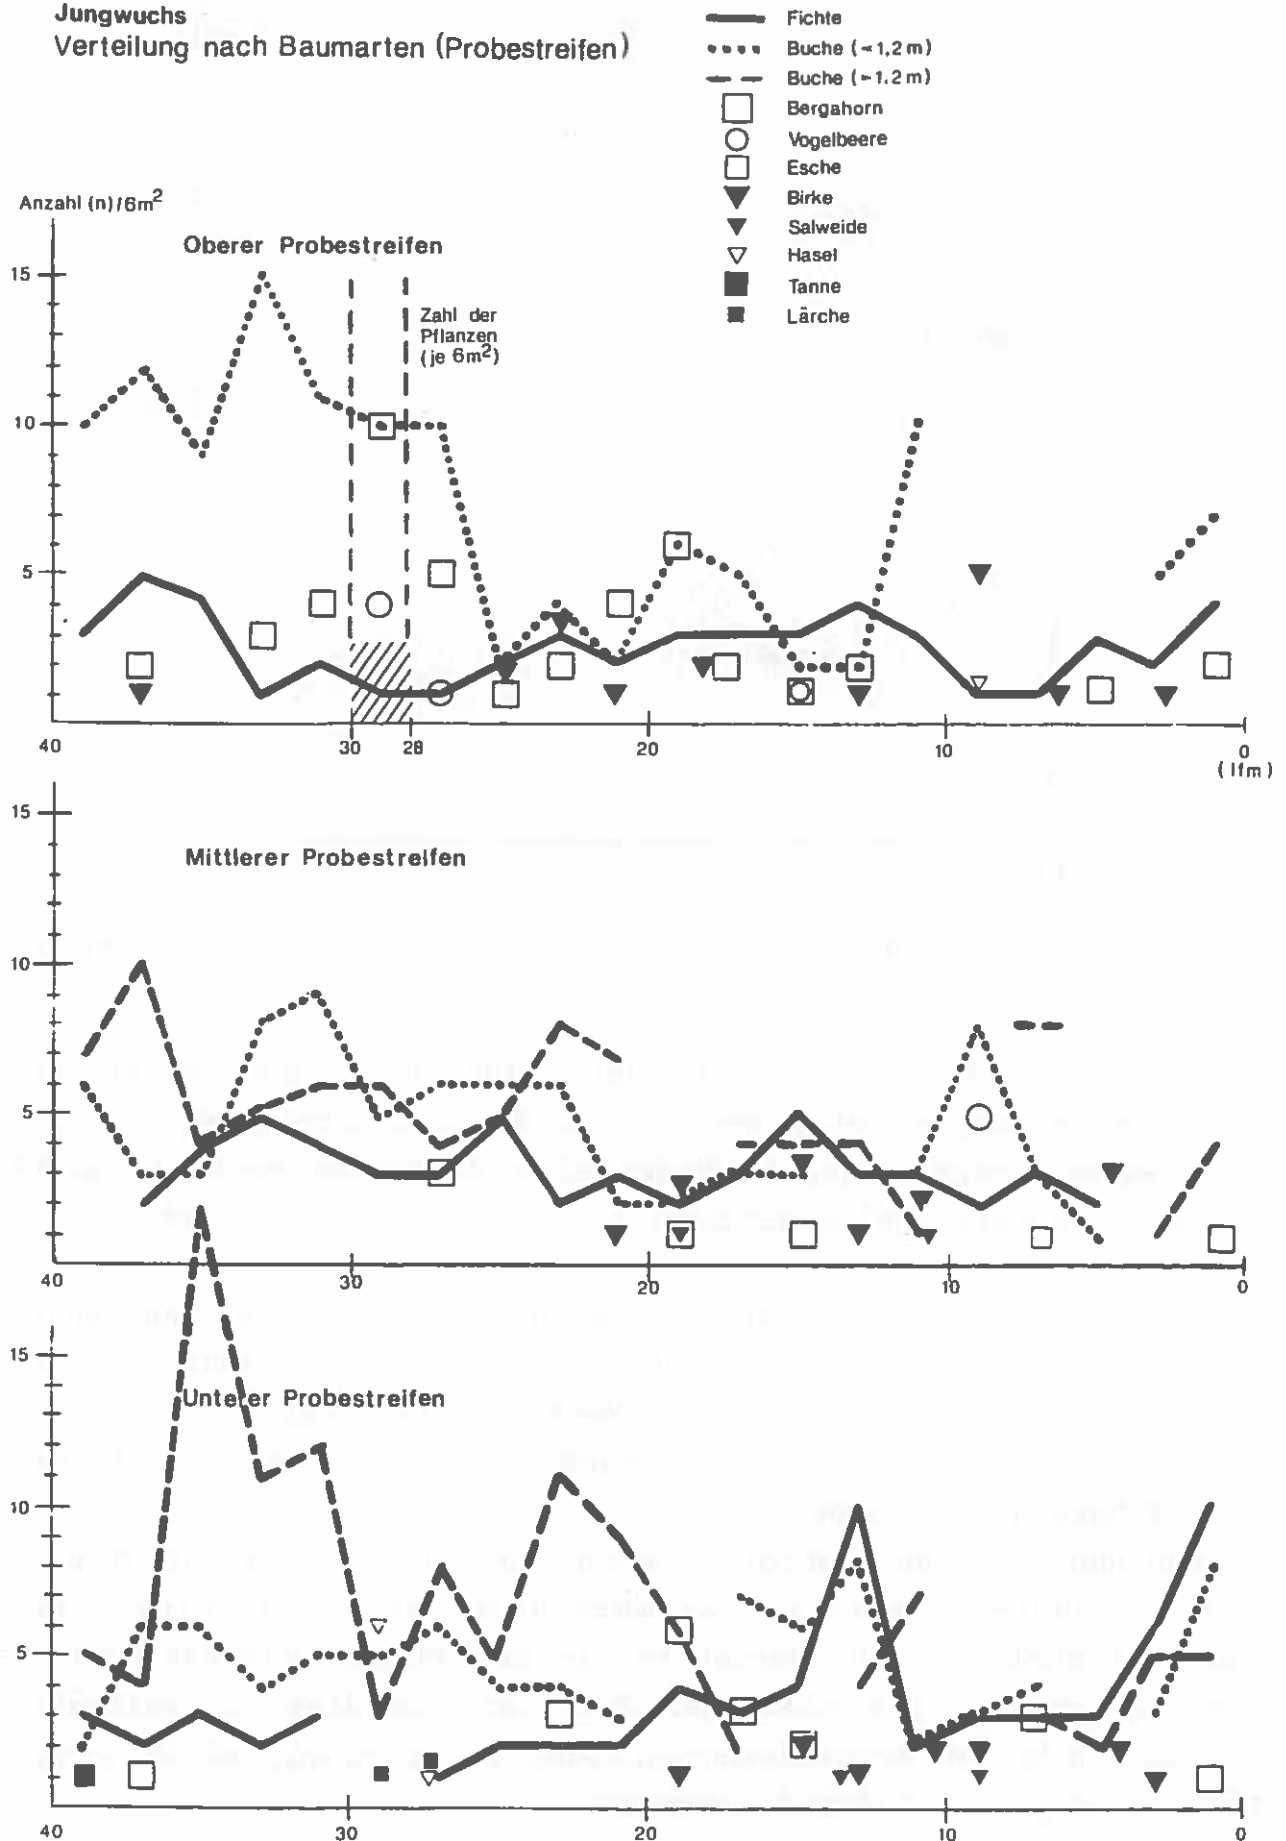 Jungwuchs
Verteilung nach Baumarten (Probestreifen)
Fichte
Buche (<1,2m)
Buche (>1.2m)
Bergahorn
Vogelbeere
Esche
Birke
Salweide
Hasel
Tanne
Lärche
Anzahl (n)/6m²
Oberer Probestreifen
Zahl der
Pflanzen
(je 6m²)
15
10
5
40
30
28
20
10
0
(lfm)
Mittlerer Probestreifen
15
10
5
40
30
20
10
0
Unterer Probestreifen
15
10
5
40
30
20
10
0